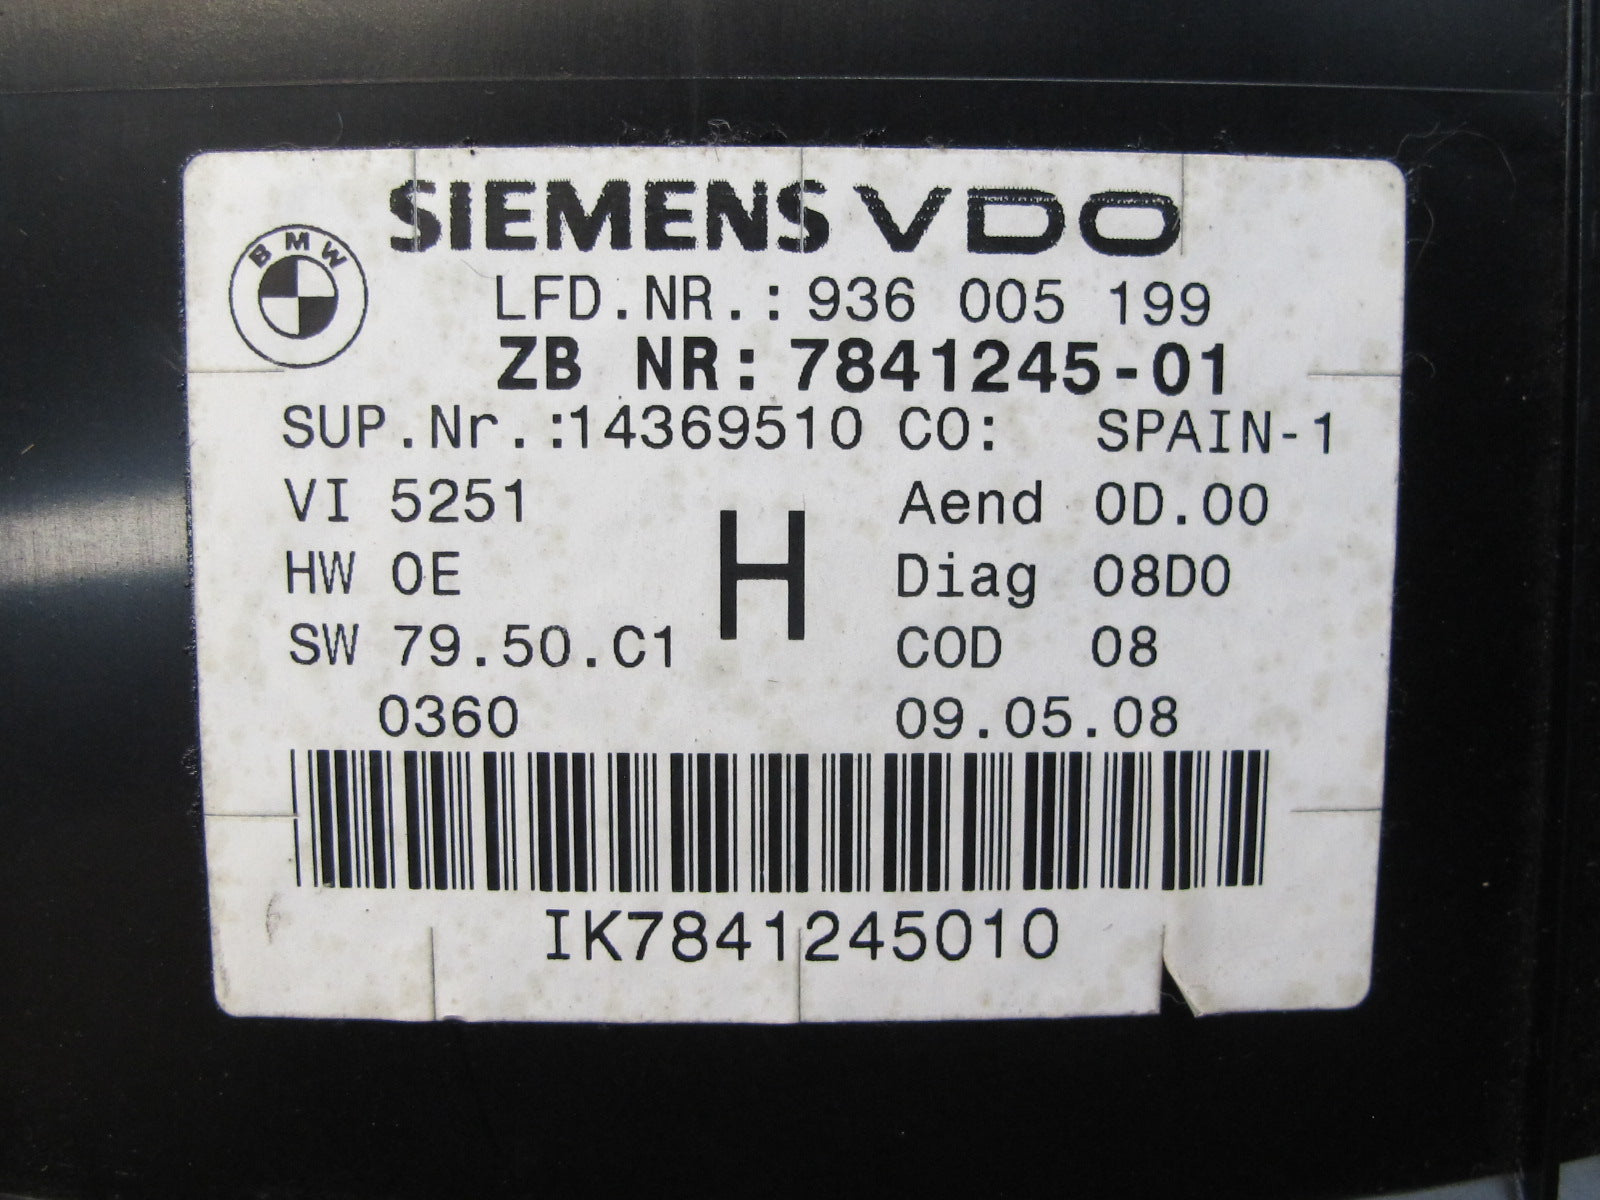 SIEMENS VDO
BMW
LFD.NR.: 936 005 199
ZB NR: 7841245-01
SUP.Nr.:14369510 CO: SPAIN-1
VI 5251 Aend 0D.00
H
HW 0E Diag 08D0
SW 79.50.C1 COD 08
0360 09.05.08
IK7841245010